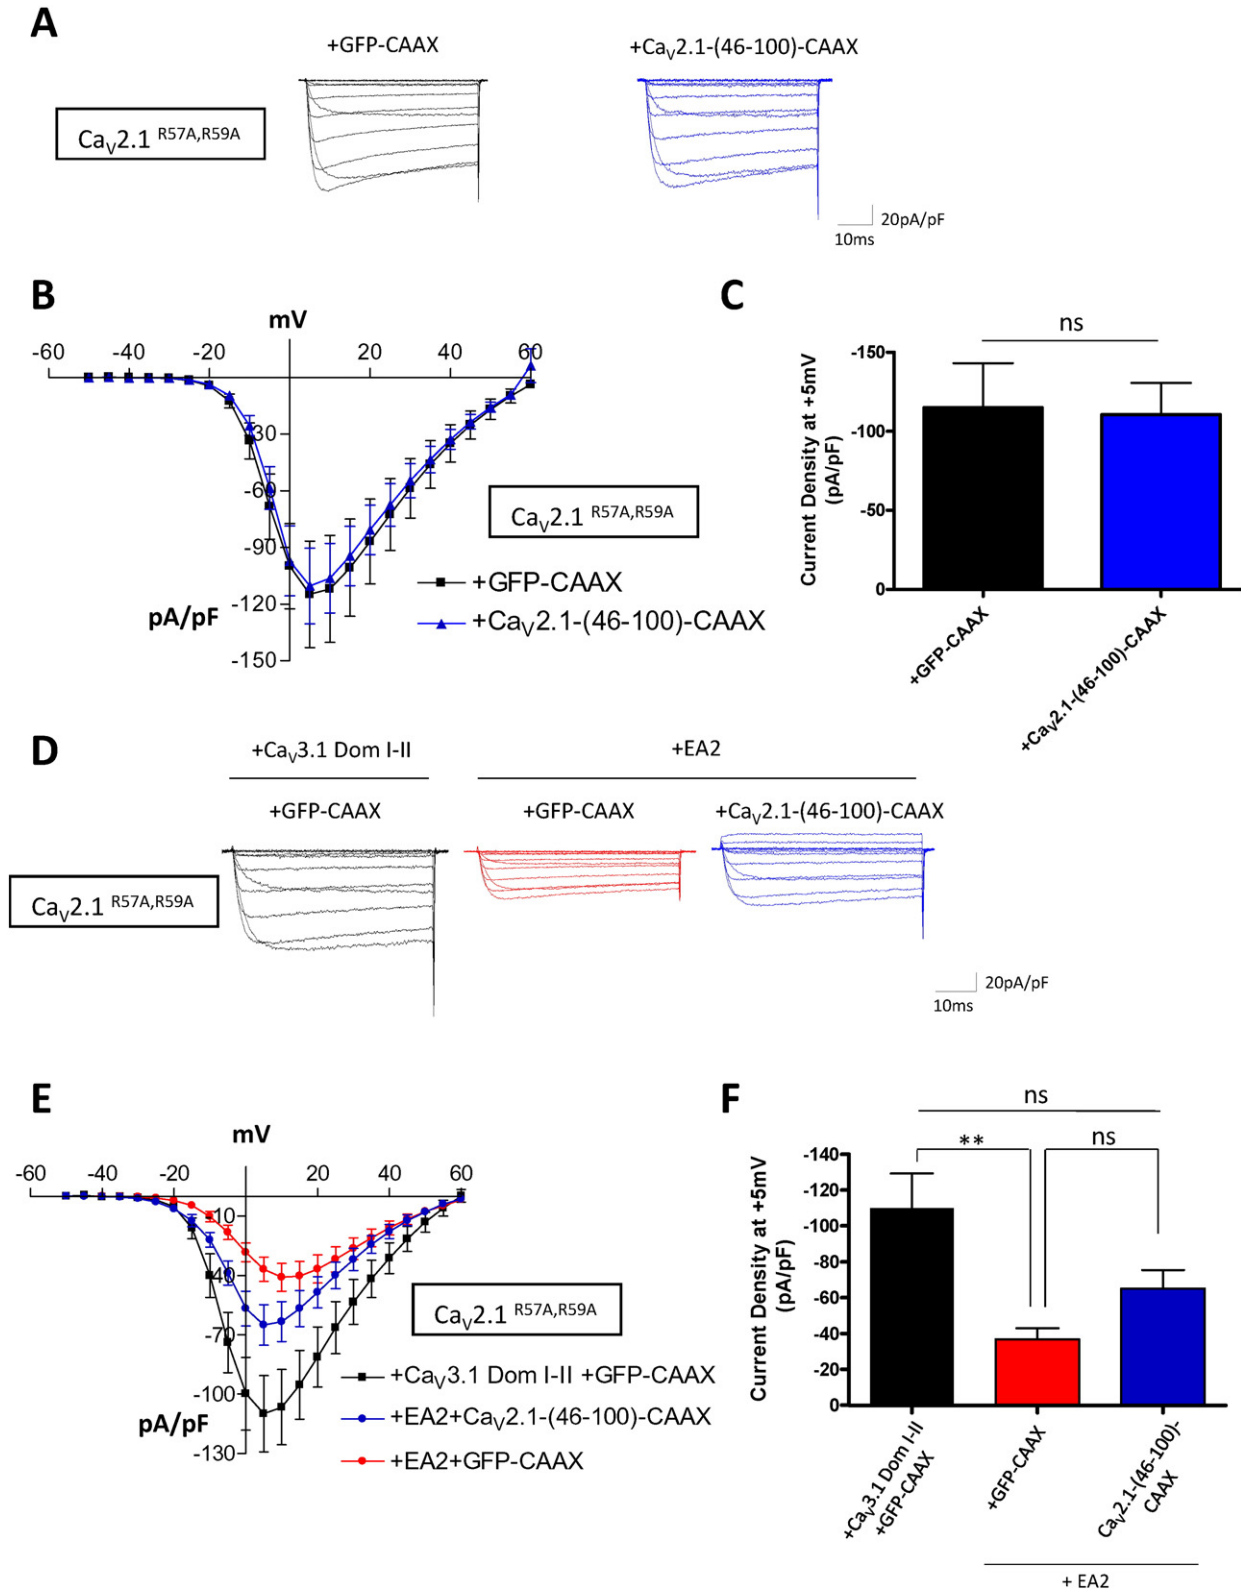 A
+GFP-CAAX
+CaV2.1-(46-100)-CAAX
CaV2.1 R57A,R59A
20pA/pF
10ms
B
mV
-60 -40 -20 20 40 60
-30
-60
-90
-120
-150
pA/pF
CaV2.1 R57A,R59A
+GFP-CAAX
+CaV2.1-(46-100)-CAAX
C
ns
-150
-100
-50
0
Current Density at +5mV
(pA/pF)
+GFP-CAAX
+CaV2.1-(46-100)-CAAX
D
+CaV3.1 Dom I-II
+EA2
+GFP-CAAX
+GFP-CAAX
+CaV2.1-(46-100)-CAAX
CaV2.1 R57A,R59A
20pA/pF
10ms
E
mV
-60 -40 -20 20 40 60
-10
-40
-70
-100
-130
pA/pF
CaV2.1 R57A,R59A
+CaV3.1 Dom I-II +GFP-CAAX
+EA2+CaV2.1-(46-100)-CAAX
+EA2+GFP-CAAX
F
ns
**
ns
-140
-120
-100
-80
-60
-40
-20
0
Current Density at +5mV
(pA/pF)
+CaV3.1 Dom I-II
+GFP-CAAX
+GFP-CAAX
CaV2.1-(46-100)-
CAAX
+ EA2